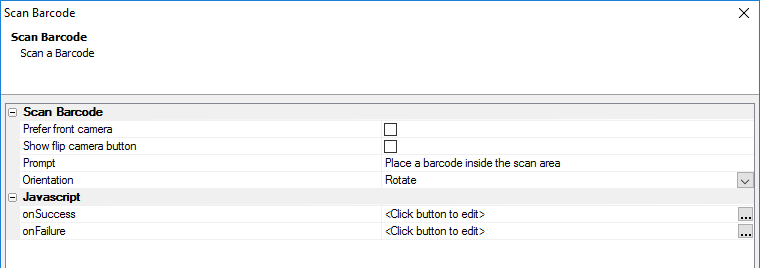 Scan Barcode
Scan Barcode
Scan a Barcode
Scan Barcode
Prefer front camera
Show flip camera button
Prompt Place a barcode inside the scan area
Orientation Rotate
Javascript
onSuccess <Click button to edit> ...
onFailure <Click button to edit> ...